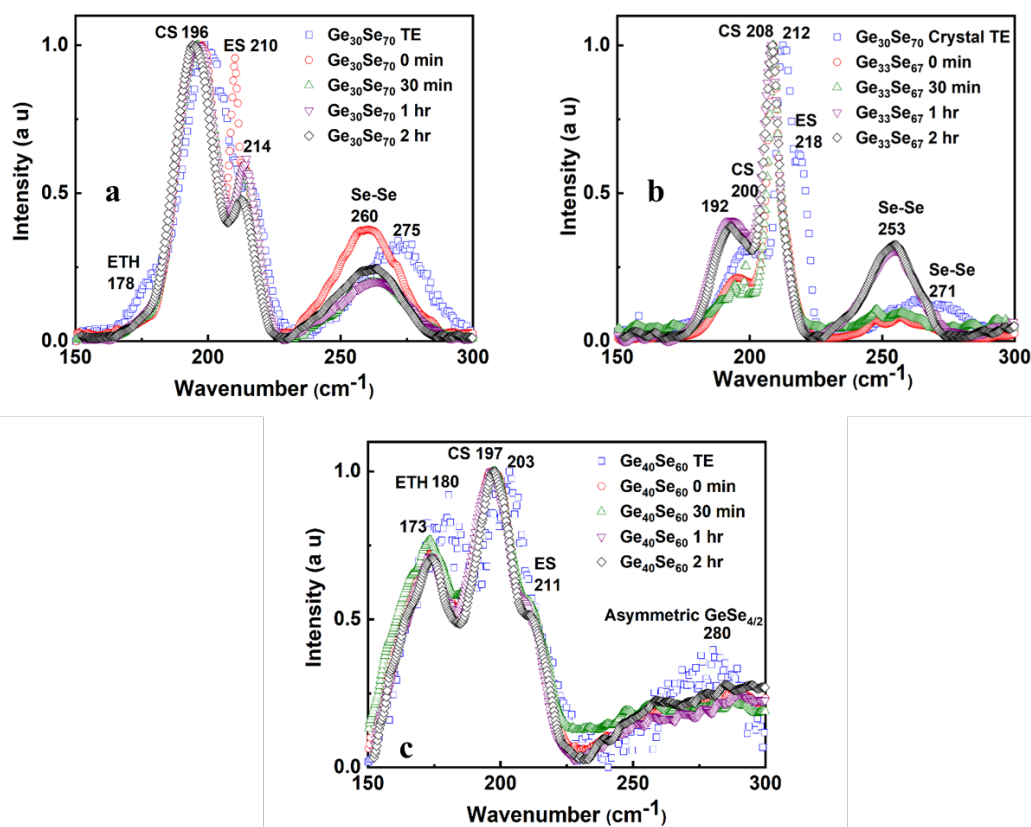 CS 196
ES 210
214
Se-Se
260
275
ETH
178
a
Ge₃₀Se₇₀ TE
Ge₃₀Se₇₀ 0 min
Ge₃₀Se₇₀ 30 min
Ge₃₀Se₇₀ 1 hr
Ge₃₀Se₇₀ 2 hr
Intensity (a u)
1.0
0.5
0.0
150
200
250
300
Wavenumber (cm⁻¹)
CS 208
212
ES
218
CS
200
192
Se-Se
253
Se-Se
271
b
Ge₃₀Se₇₀ Crystal TE
Ge₃₃Se₆₇ 0 min
Ge₃₃Se₆₇ 30 min
Ge₃₃Se₆₇ 1 hr
Ge₃₃Se₆₇ 2 hr
Intensity (a u)
1.0
0.5
0.0
150
200
250
300
Wavenumber (cm⁻¹)
CS 197
203
ETH 180
173
ES
211
Asymmetric GeSe₄/₂
280
c
Ge₄₀Se₆₀ TE
Ge₄₀Se₆₀ 0 min
Ge₄₀Se₆₀ 30 min
Ge₄₀Se₆₀ 1 hr
Ge₄₀Se₆₀ 2 hr
Intensity (a u)
1.0
0.5
0.0
150
200
250
300
Wavenumber (cm⁻¹)